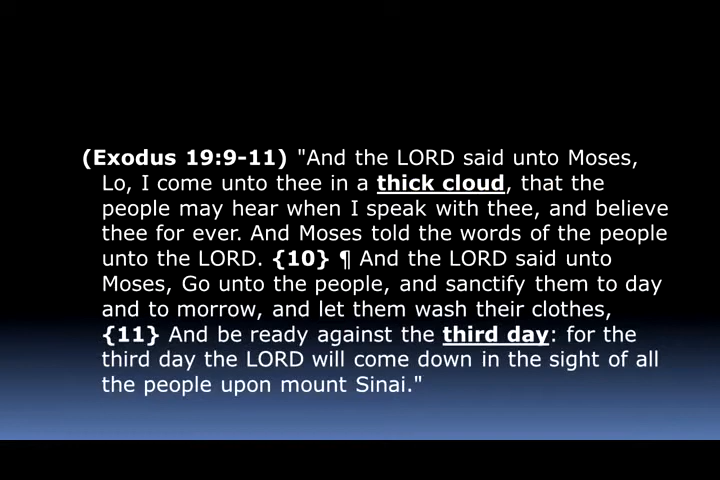 (Exodus 19:9-11) "And the LORD said unto Moses,
Lo, I come unto thee in a thick cloud, that the
people may hear when I speak with thee, and believe
thee for ever. And Moses told the words of the people
unto the LORD. {10} ¶ And the LORD said unto
Moses, Go unto the people, and sanctify them to day
and to morrow, and let them wash their clothes,
{11} And be ready against the third day: for the
third day the LORD will come down in the sight of all
the people upon mount Sinai."